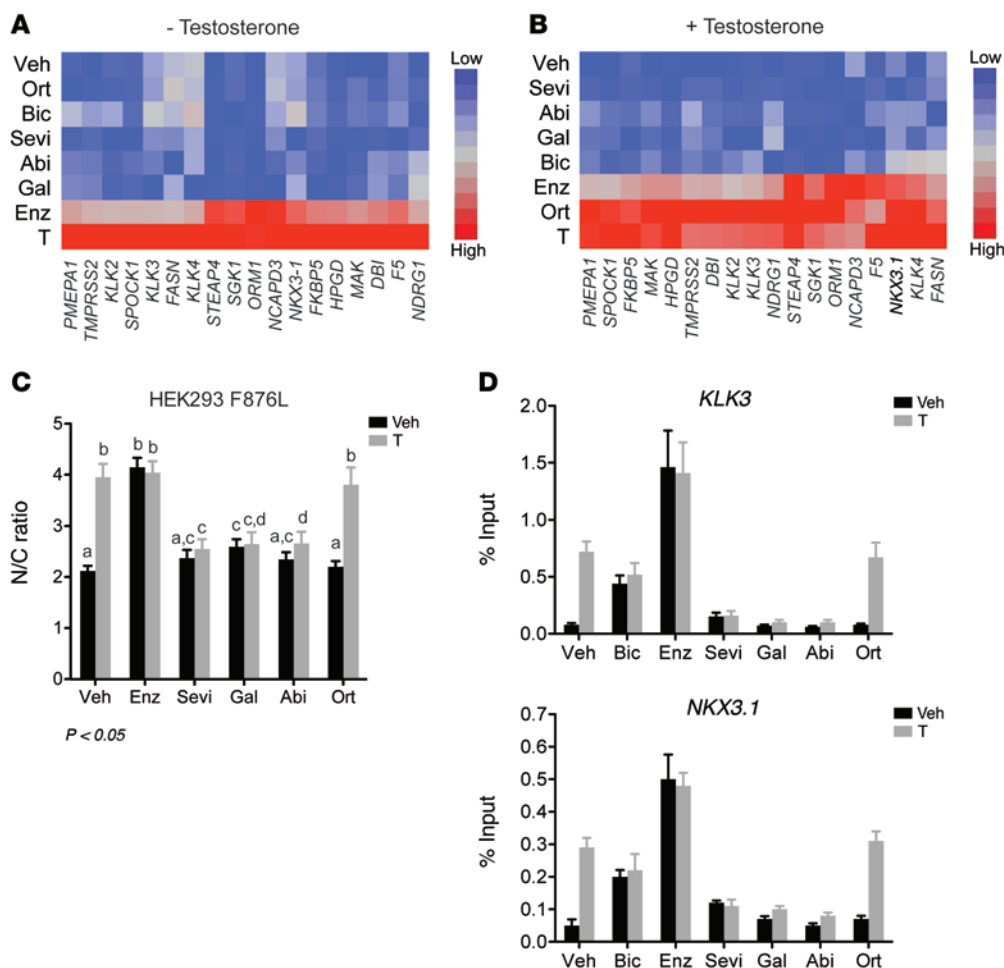 A
- Testosterone
Veh
Ort
Bic
Sevi
Abi
Gal
Enz
T
Low
High
PMEPA1
TMPRSS2
KLK2
SPOCK1
KLK3
FASN
KLK4
STEAP4
SGK1
ORM1
NCAPD3
NKX3-1
FKBP5
HPGD
MAK
DBI
F5
NDRG1
B
+ Testosterone
Veh
Sevi
Abi
Gal
Bic
Enz
Ort
T
Low
High
PMEPA1
SPOCK1
FKBP5
MAK
HPGD
TMPRSS2
DBI
KLK2
KLK3
NDRG1
STEAP4
SGK1
ORM1
NCAPD3
F5
NKX3.1
KLK4
FASN
C
HEK293 F876L
Veh
T
N/C ratio
5
4
3
2
1
0
a b b b a,c c c c,d a,c d a b
Veh Enz Sevi Gal Abi Ort
P < 0.05
D
KLK3
Veh
T
% Input
2.0
1.5
1.0
0.5
0.0
Veh Bic Enz Sevi Gal Abi Ort
NKX3.1
Veh
T
% Input
0.7
0.6
0.5
0.4
0.3
0.2
0.1
0.0
Veh Bic Enz Sevi Gal Abi Ort